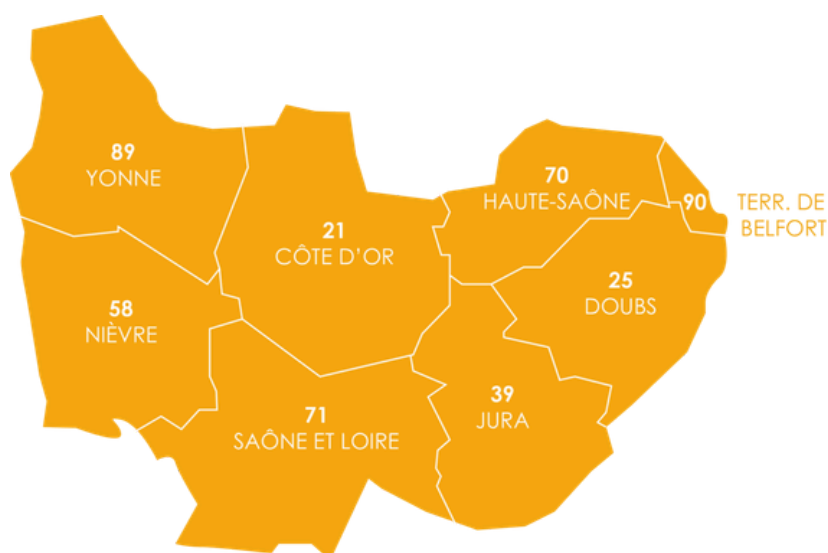 89
YONNE
70
HAUTE-SAÔNE
90
TERR. DE
BELFORT
21
CÔTE D'OR
25
DOUBS
58
NIÈVRE
39
JURA
71
SAÔNE ET LOIRE